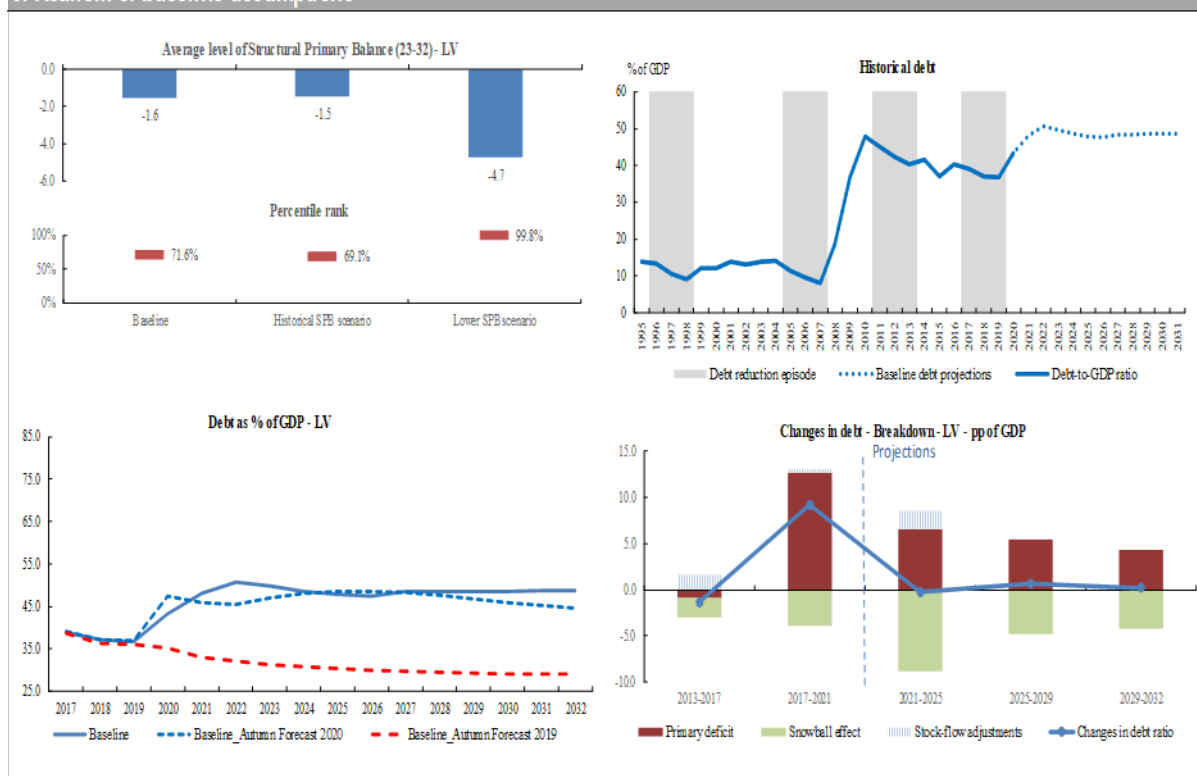 Average level of Structural Primary Balance (23-32) - LV
0.0
-2.0
-4.0
-6.0
-1.6
-1.5
-4.7
Percentile rank
100%
50%
0%
71.6%
69.1%
99.8%
Baseline
Historical SPB scenario
Lower SPB scenario
% of GDP
Historical debt
60
50
40
30
20
10
0
1995 1996 1997 1998 1999 2000 2001 2002 2003 2004 2005 2006 2007 2008 2009 2010 2011 2012 2013 2014 2015 2016 2017 2018 2019 2020 2021 2022 2023 2024 2025 2026 2027 2028 2029 2030 2031
Debt reduction episode
Baseline debt projections
Debt-to-GDP ratio
Debt as % of GDP - LV
85.0
75.0
65.0
55.0
45.0
35.0
25.0
2017 2018 2019 2020 2021 2022 2023 2024 2025 2026 2027 2028 2029 2030 2031 2032
Baseline
Baseline_Autumn Forecast 2020
Baseline_Autumn Forecast 2019
Changes in debt - Breakdown - LV - pp of GDP
Projections
15.0
10.0
5.0
0.0
-5.0
-10.0
2013-2017
2017-2021
2021-2025
2025-2029
2029-2032
Primary deficit
Snowball effect
Stock-flow adjustments
Changes in debt ratio